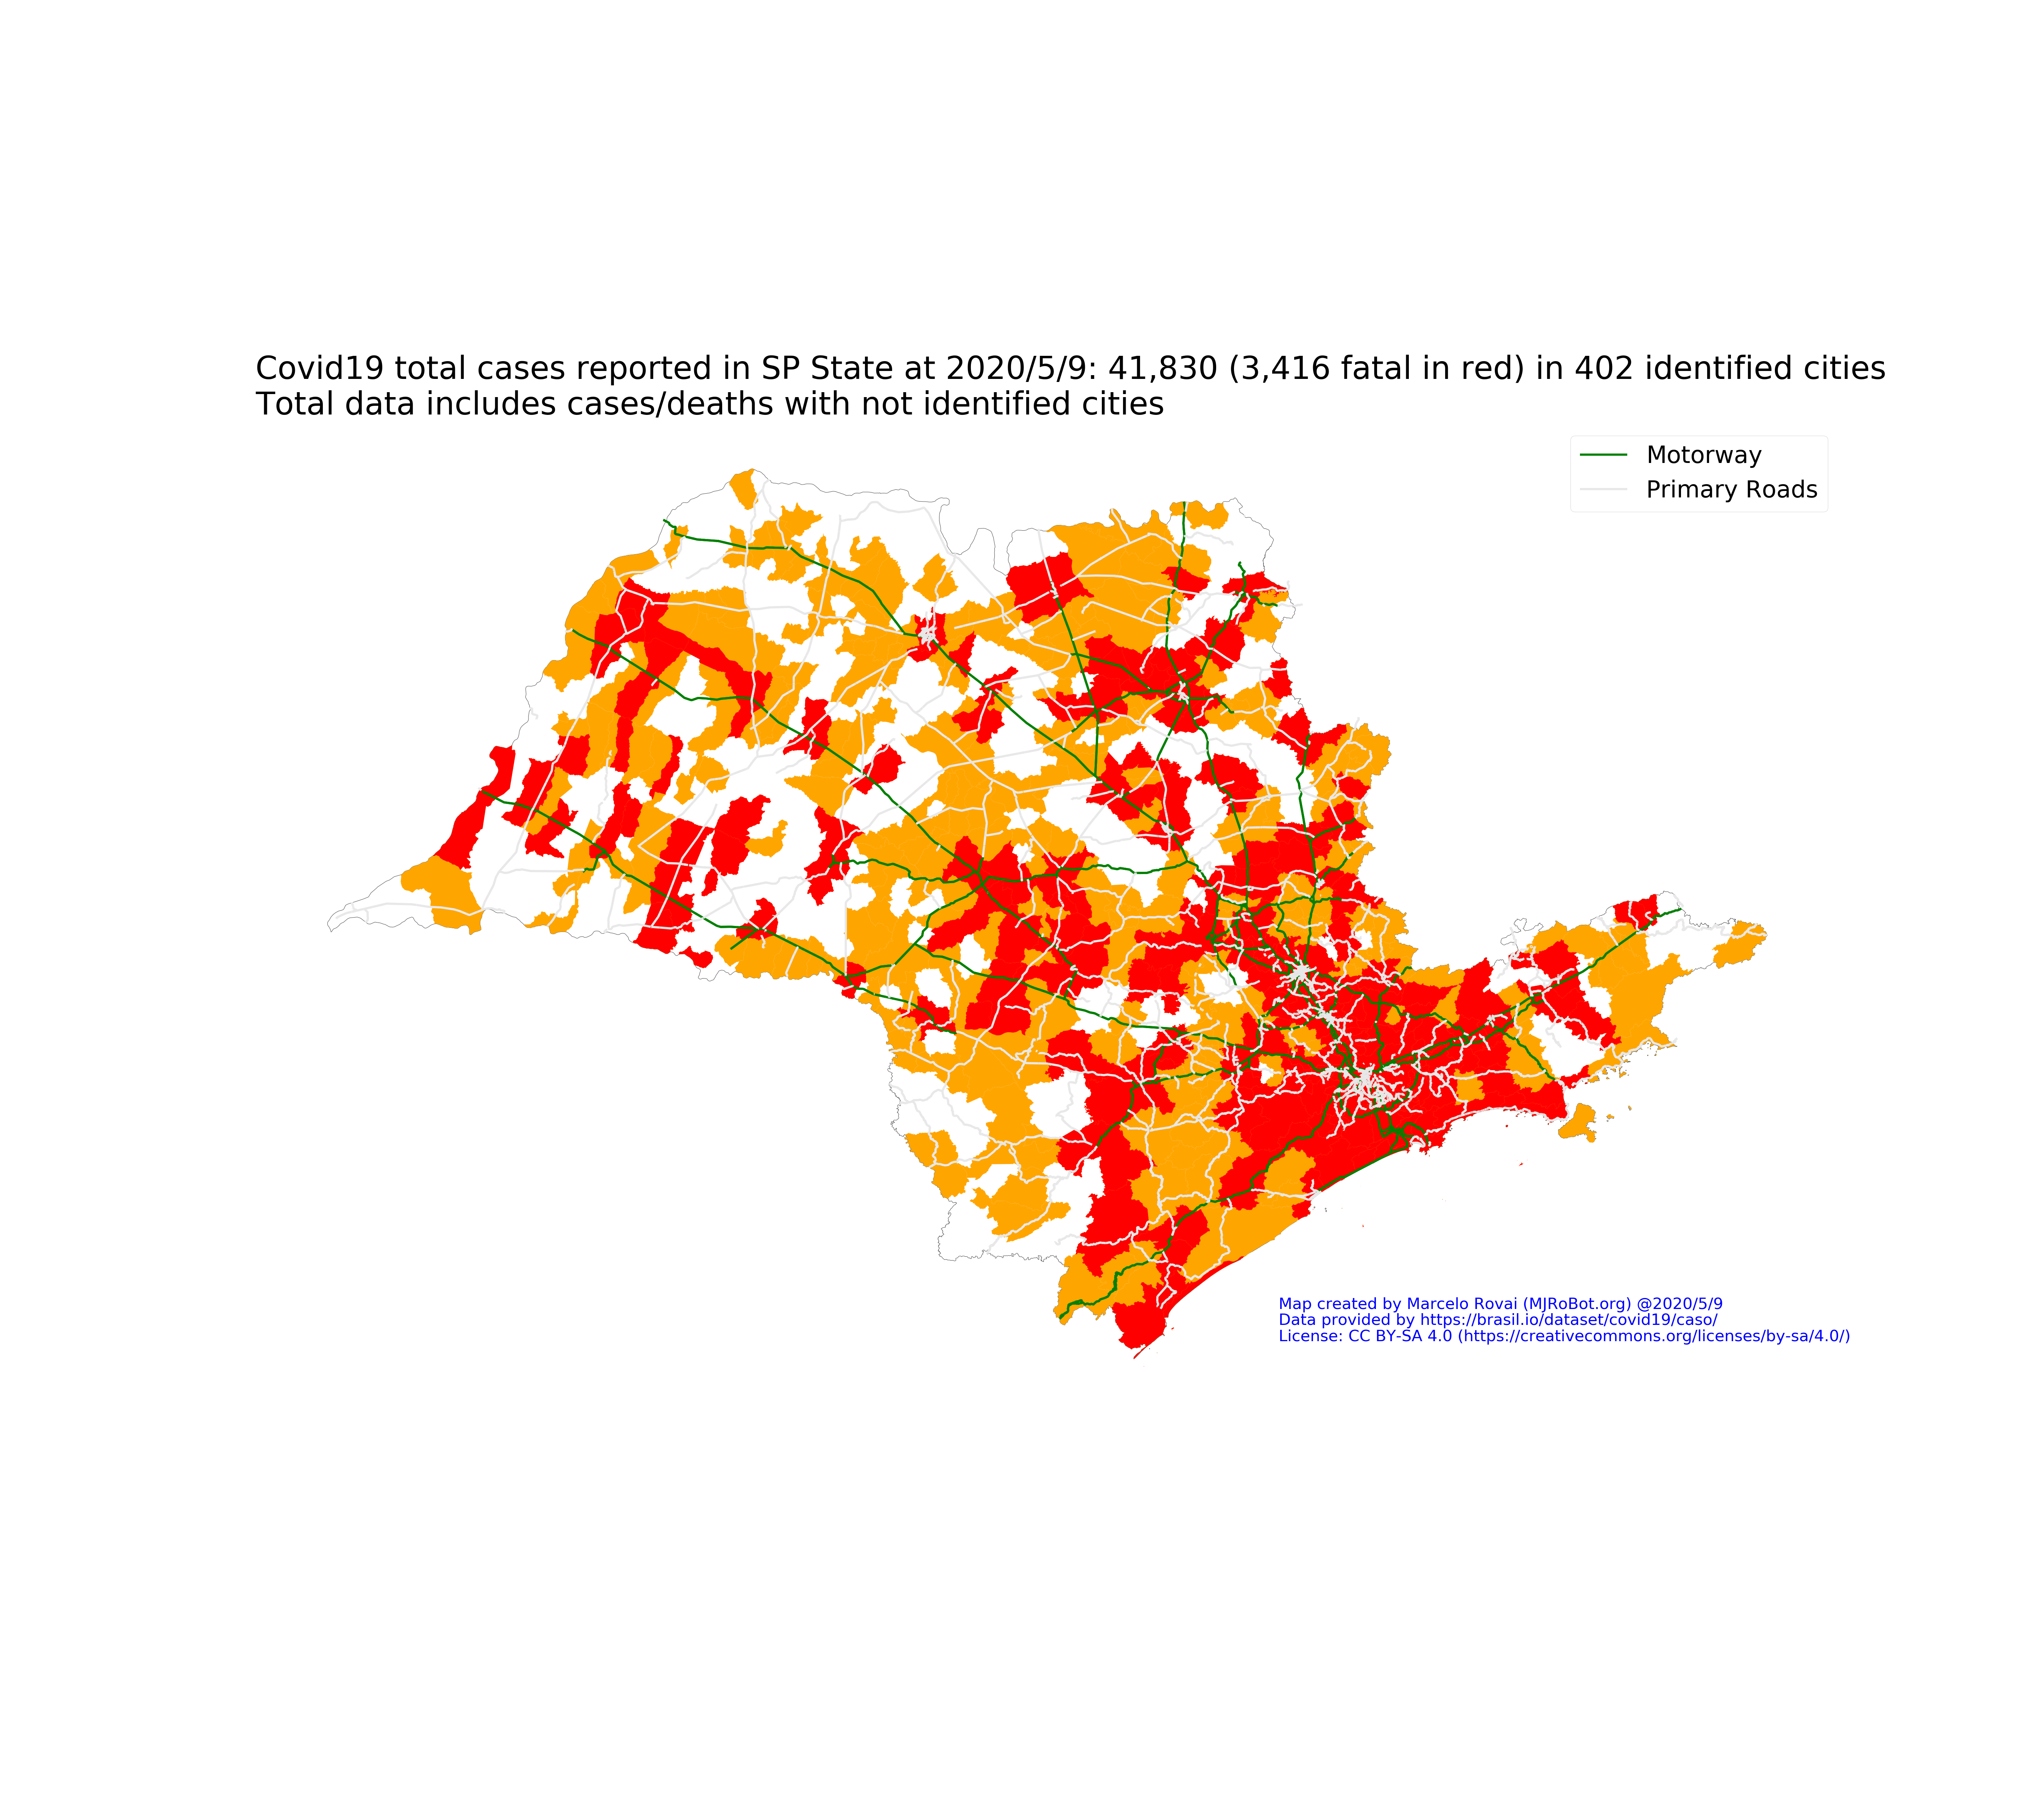 Covid19 total cases reported in SP State at 2020/5/9: 41,830 (3,416 fatal in red) in 402 identified cities
Total data includes cases/deaths with not identified cities
Motorway
Primary Roads
Map created by Marcelo Rovai (MJRoBot.org) @2020/5/9
Data provided by https://brasil.io/dataset/covid19/caso/
License: CC BY-SA 4.0 (https://creativecommons.org/licenses/by-sa/4.0/)